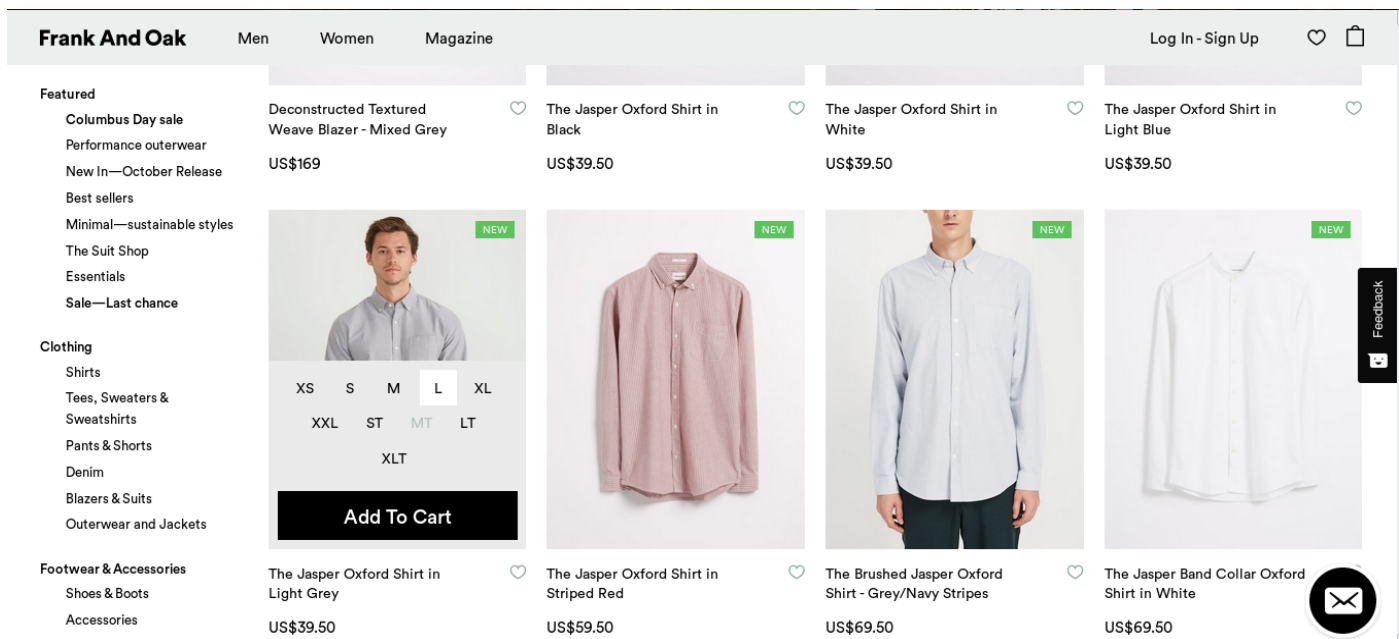 Frank And Oak
Men
Women
Magazine
Log In - Sign Up
Featured
Columbus Day sale
Performance outerwear
New In—October Release
Best sellers
Minimal—sustainable styles
The Suit Shop
Essentials
Sale—Last chance
Clothing
Shirts
Tees, Sweaters &
Sweatshirts
Pants & Shorts
Denim
Blazers & Suits
Outerwear and Jackets
Footwear & Accessories
Shoes & Boots
Accessories
Deconstructed Textured
Weave Blazer - Mixed Grey
US$169
The Jasper Oxford Shirt in
Black
US$39.50
The Jasper Oxford Shirt in
White
US$39.50
The Jasper Oxford Shirt in
Light Blue
US$39.50
NEW
XS S M L XL
XXL ST MT LT
XLT
Add To Cart
The Jasper Oxford Shirt in
Light Grey
US$39.50
NEW
The Jasper Oxford Shirt in
Striped Red
US$59.50
NEW
The Brushed Jasper Oxford
Shirt - Grey/Navy Stripes
US$69.50
NEW
The Jasper Band Collar Oxford
Shirt in White
US$69.50
Feedback